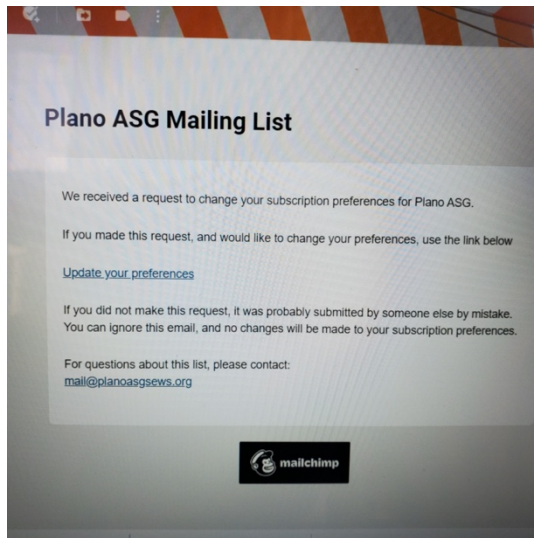 Plano ASG Mailing List
We received a request to change your subscription preferences for Plano ASG.
If you made this request, and would like to change your preferences, use the link below
Update your preferences
If you did not make this request, it was probably submitted by someone else by mistake.
You can ignore this email, and no changes will be made to your subscription preferences.
For questions about this list, please contact:
mail@planoasgsews.org
mailchimp